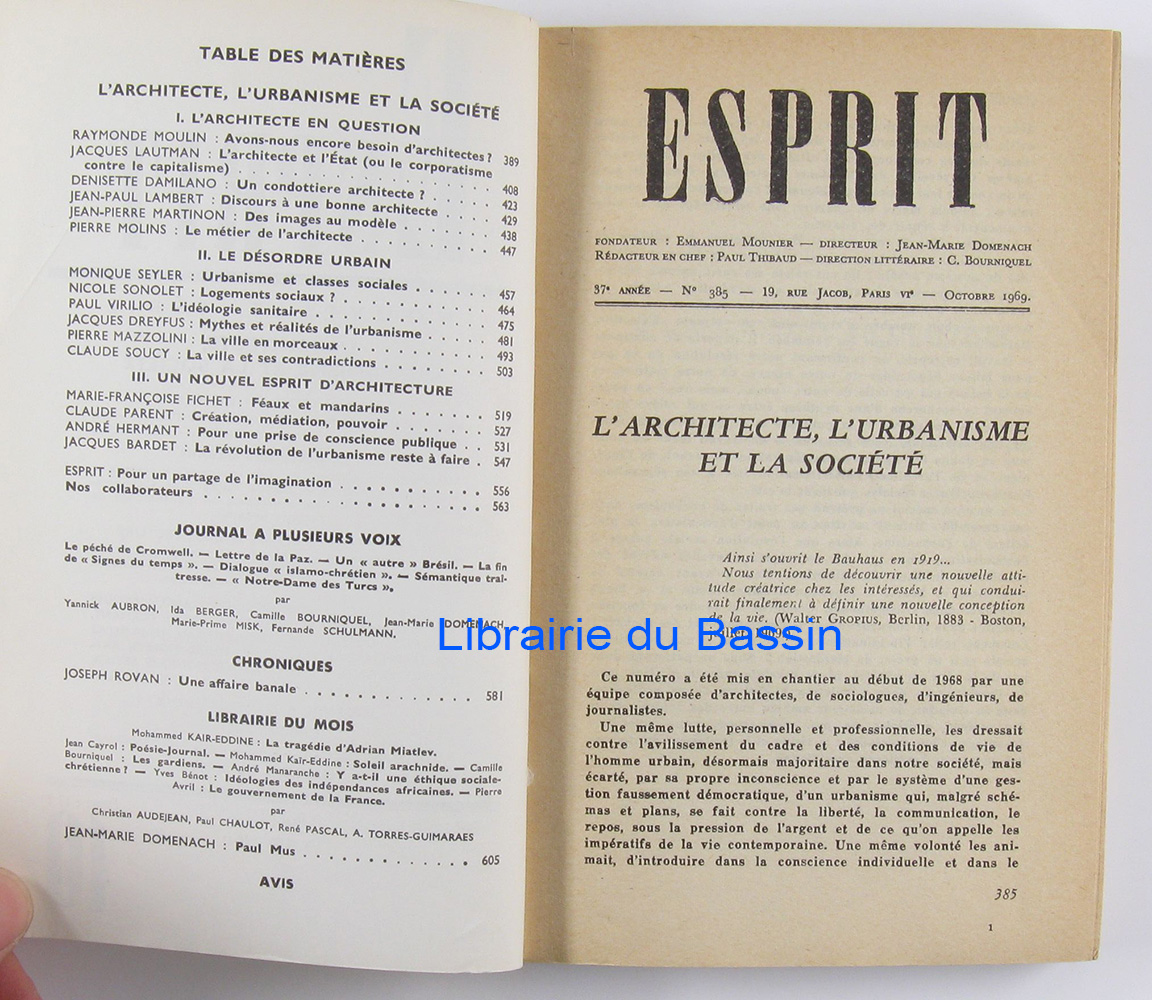 TABLE DES MATIÈRES
L'ARCHITECTE, L'URBANISME ET LA SOCIÉTÉ
I. L'ARCHITECTE EN QUESTION
RAYMONDE MOULIN : Avons-nous encore besoin d'architectes ? 389
JACQUES LAUTMAN : L'architecte et l'État (ou le corporatisme
contre le capitalisme) . . . . . . . . . . . . . . . . 408
DENISETTE DAMILANO : Un condottiere architecte ? . . . . 423
JEAN-PAUL LAMBERT : Discours à une bonne architecte . . . . 429
JEAN-PIERRE MARTINON : Des images au modèle . . . . . . 438
PIERRE MOLINS : Le métier de l'architecte . . . . . . . . . 447
II. LE DÉSORDRE URBAIN
MONIQUE SEYLER : Urbanisme et classes sociales . . . . . 457
NICOLE SONOLET : Logements sociaux ? . . . . . . . . . . 464
PAUL VIRILIO : L'idéologie sanitaire . . . . . . . . . . . . 475
JACQUES DREYFUS : Mythes et réalités de l'urbanisme . . . . 481
PIERRE MAZZOLINI : La ville en morceaux . . . . . . . . . . 493
CLAUDE SOUCY : La ville et ses contradictions . . . . . . . 503
III. UN NOUVEL ESPRIT D'ARCHITECTURE
MARIE-FRANÇOISE FICHET : Féaux et mandarins . . . . . . . 519
CLAUDE PARENT : Création, médiation, pouvoir . . . . . . . 527
ANDRÉ HERMANT : Pour une prise de conscience publique . . 531
JACQUES BARDET : La révolution de l'urbanisme reste à faire . 547
ESPRIT : Pour un partage de l'imagination . . . . . . . . . . 556
Nos collaborateurs . . . . . . . . . . . . . . . . . . . . 563
JOURNAL A PLUSIEURS VOIX
Le péché de Cromwell. — Lettre de la Paz. — Un « autre » Brésil. — La fin
de « Signes du temps ». — Dialogue « islamo-chrétien ». — Sémantique traî-
tresse. — « Notre-Dame des Turcs ».
par
Yannick AUBRON, Ida BERGER, Camille BOURNIQUEL, Jean-Marie DOMENACH,
Marie-Prime MISK, Fernande SCHULMANN.
CHRONIQUES
JOSEPH ROVAN : Une affaire banale . . . . . . . . . . . . 581
LIBRAIRIE DU MOIS
Mohammed KAIR-EDDINE : La tragédie d'Adrian Miatlev.
Jean Cayrol : Poésie-Journal. — Mohammed Kaïr-Eddine : Soleil arachnide. — Camille
Bourniquel : Les gardiens. — André Manaranche : Y a-t-il une éthique sociale-
chrétienne ? — Yves Bénot : Idéologies des indépendances africaines. — Pierre
Avril : Le gouvernement de la France.
par
Christian AUDEJEAN, Paul CHAULOT, René PASCAL, A. TORRES-GUIMARAES
JEAN-MARIE DOMENACH : Paul Mus . . . . . . . . . . . . . 605
AVIS
ESPRIT
FONDATEUR : EMMANUEL MOUNIER — DIRECTEUR : JEAN-MARIE DOMENACH
RÉDACTEUR EN CHEF : PAUL THIBAUD — DIRECTION LITTÉRAIRE : C. BOURNIQUEL
37e ANNÉE — No 385 — 19, RUE JACOB, PARIS VIe — OCTOBRE 1969.
L'ARCHITECTE, L'URBANISME
ET LA SOCIÉTÉ
Ainsi s'ouvrit le Bauhaus en 1919...
Nous tentions de découvrir une nouvelle atti-
tude créatrice chez les intéressés, et qui condui-
rait finalement à définir une nouvelle conception
de la vie. (Walter GROPIUS, Berlin, 1883 - Boston,
juillet 1969)
Librairie du Bassin
Ce numéro a été mis en chantier au début de 1968 par une
équipe composée d'architectes, de sociologues, d'ingénieurs, de
journalistes.
Une même lutte, personnelle et professionnelle, les dressait
contre l'avilissement du cadre et des conditions de vie de
l'homme urbain, désormais majoritaire dans notre société, mais
écarté, par sa propre inconscience et par le système d'une ges-
tion faussement démocratique, d'un urbanisme qui, malgré sché-
mas et plans, se fait contre la liberté, la communication, le
repos, sous la pression de l'argent et de ce qu'on appelle les
impératifs de la vie contemporaine. Une même volonté les ani-
mait, d'introduire dans la conscience individuelle et dans le
385
1